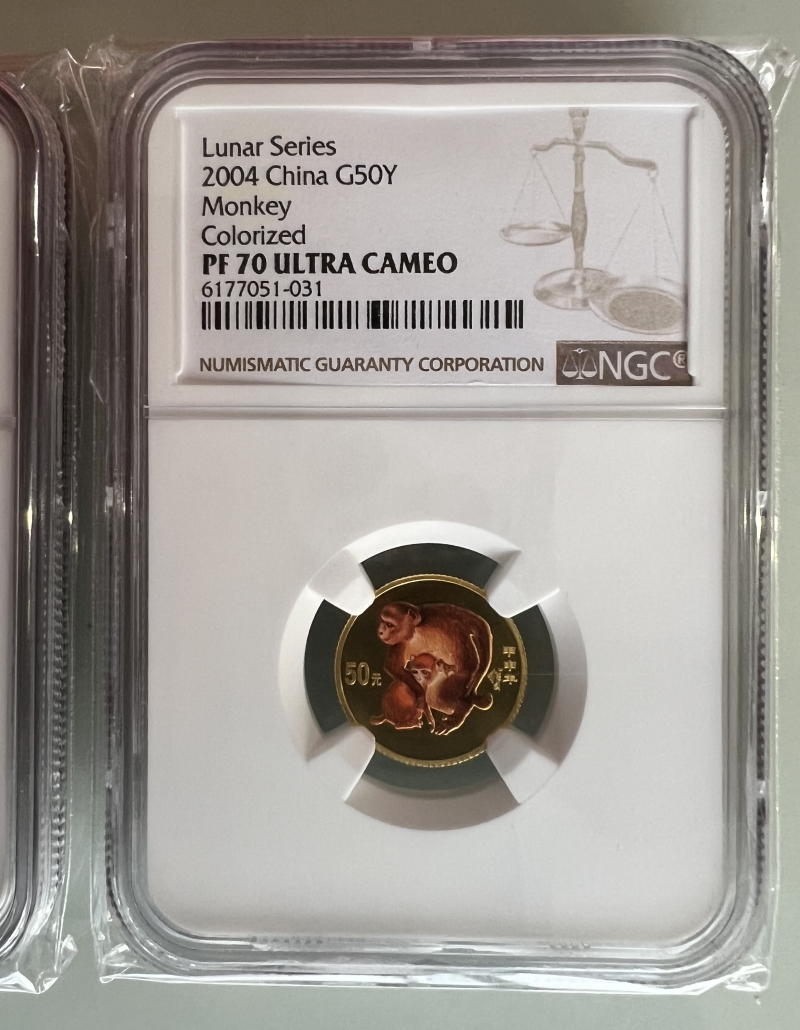 Lunar Series
2004 China G50Y
Monkey
Colorized
PF 70 ULTRA CAMEO
6177051-031
NUMISMATIC GUARANTY CORPORATION
NGC®
50元
甲申年